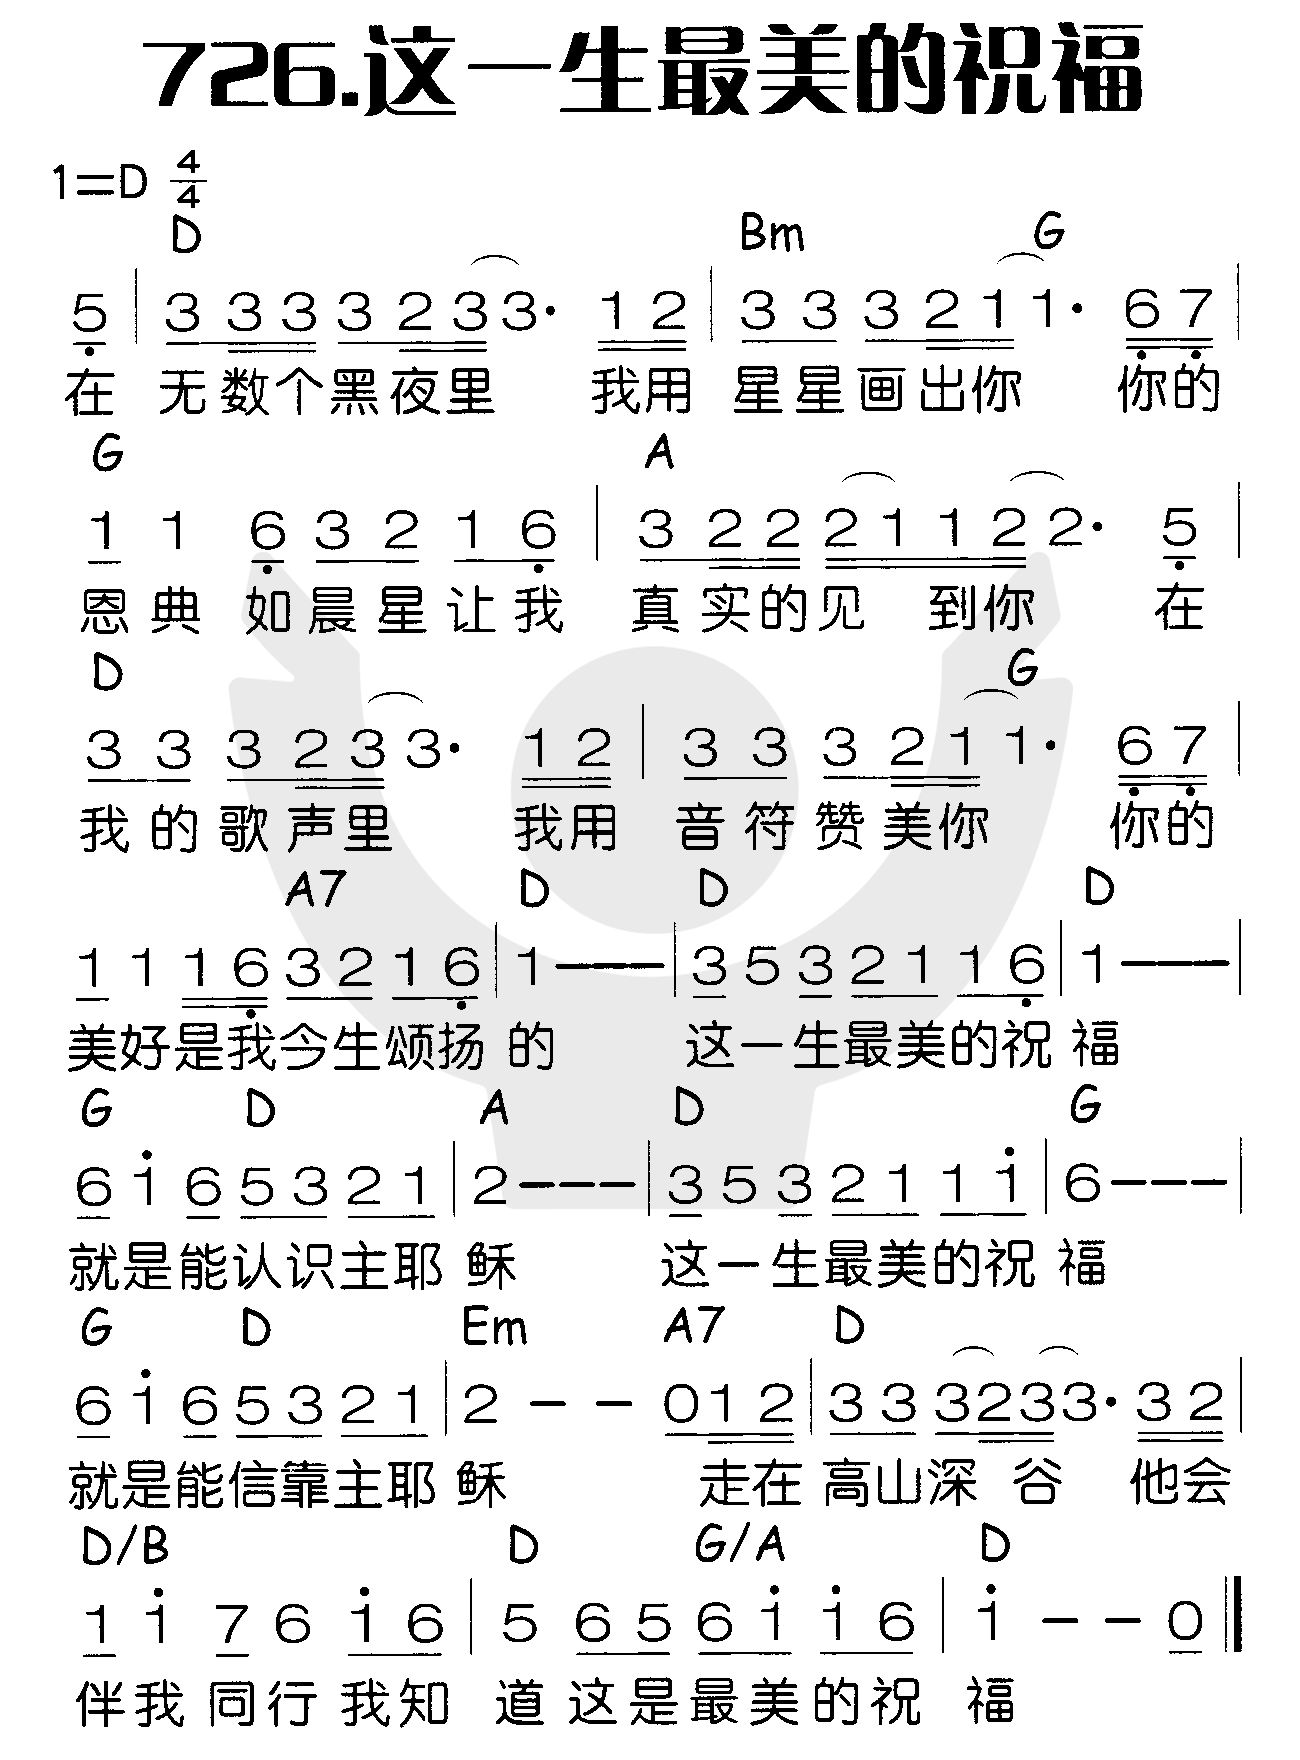 726.这一生最美的祝福
1=D 4/4
D Bm G
5 | 3 3 3 3 2 3 3· 1 2 | 3 3 3 2 1 1· 6 7 |
在 无数个黑夜里 我用 星星画出你 你的
G A
1 1 6 3 2 1 6 | 3 2 2 2 1 1 2 2· 5 |
恩典如晨星让我 真实的见 到你 在
D G
3 3 3 2 3 3· 1 2 | 3 3 3 2 1 1· 6 7 |
我的歌声里 我用 音符赞美你 你的
A7 D D D
1 1 1 6 3 2 1 6 | 1 — — — | 3 5 3 2 1 1 6 | 1 — — — |
美好是我今生颂扬 的 这一生最美的祝 福
G D A D G
6 1 6 5 3 2 1 | 2 — — — | 3 5 3 2 1 1 1 | 6 — — — |
就是能认识主耶 稣 这一生最美的祝 福
G D Em A7 D
6 1 6 5 3 2 1 | 2 — — 0 1 2 | 3 3 3 2 3 3· 3 2 |
就是能信靠主耶 稣 走在 高山深 谷 他会
D/B D G/A D
1 1 7 6 1 6 | 5 6 5 6 1 1 6 | 1 — — 0 ‖
伴我同行我知 道这是最美的祝 福